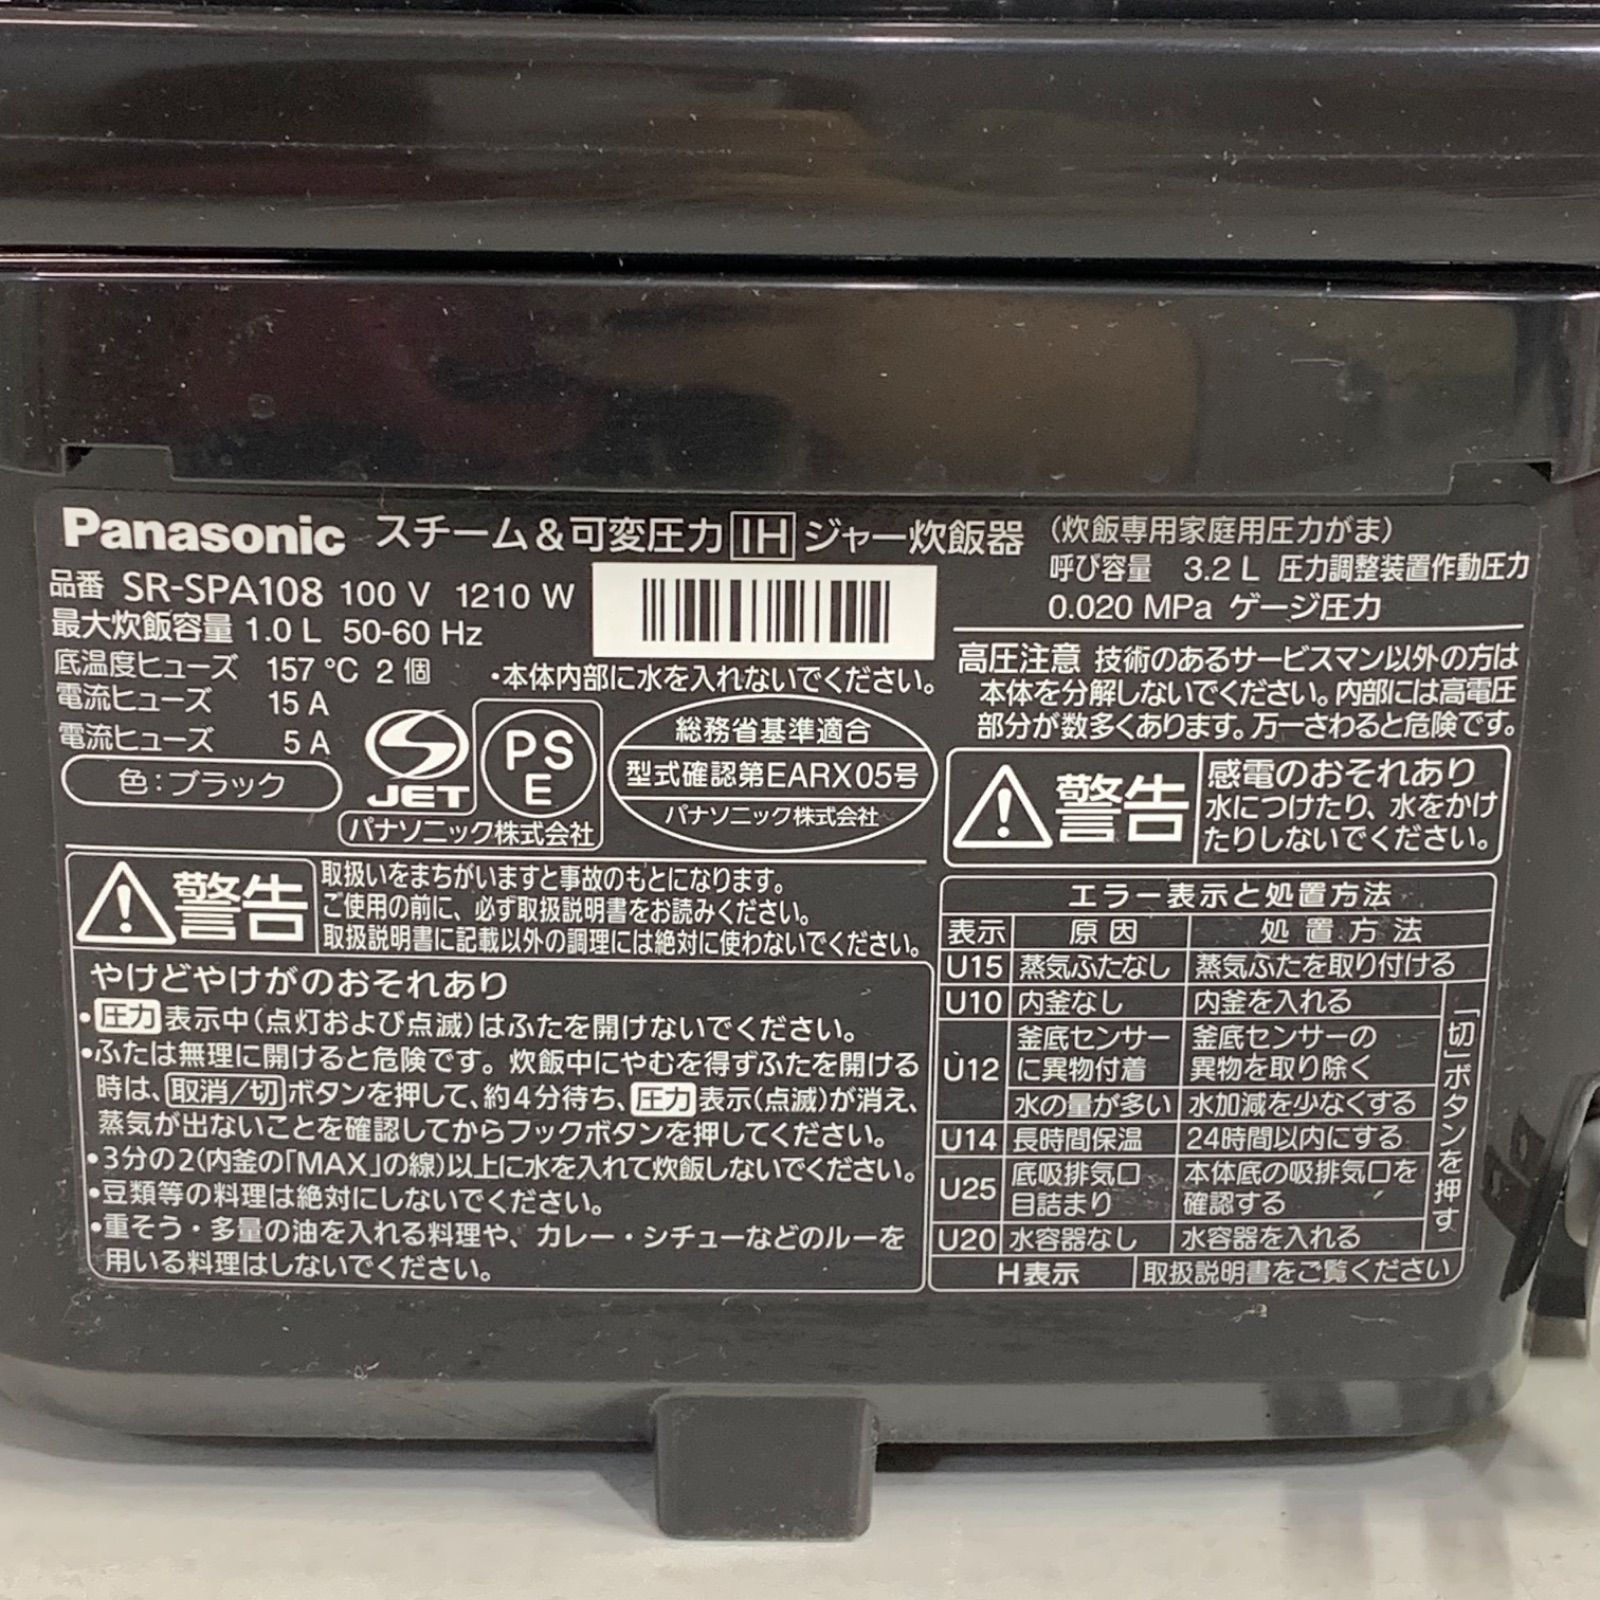 Panasonic スチーム&可変圧力IHジャー炊飯器
(炊飯専用家庭用圧力がま)
品番 SR-SPA108 100 V 1210 W
呼び容量 3.2 L 圧力調整装置作動圧力
0.020 MPa ゲージ圧力
最大炊飯容量 1.0 L 50-60 Hz
底温度ヒューズ 157 ℃ 2 個
電流ヒューズ 15 A
電流ヒューズ 5 A
色:ブラック
・本体内部に水を入れないでください。
JET
PS
E
パナソニック株式会社
総務省基準適合
型式確認第EARX05号
パナソニック株式会社
高圧注意 技術のあるサービスマン以外の方は
本体を分解しないでください。内部には高電圧
部分が数多くあります。万一さわると危険です。
警告
感電のおそれあり
水につけたり、水をかけ
たりしないでください。
警告
取扱いをまちがいますと事故のもとになります。
ご使用の前に、必ず取扱説明書をお読みください。
取扱説明書に記載以外の調理には絶対に使わないでください。
やけどやけがのおそれあり
・圧力表示中(点灯および点滅)はふたを開けないでください。
・ふたは無理に開けると危険です。炊飯中にやむを得ずふたを開ける
時は、取消/切ボタンを押して、約4分待ち、圧力表示(点滅)が消え、
蒸気が出ないことを確認してからフックボタンを押してください。
・3分の2(内釜の「MAX」の線)以上に水を入れて炊飯しないでください。
・豆類等の料理は絶対にしないでください。
・重そう・多量の油を入れる料理や、カレー・シチューなどのルーを
用いる料理はしないでください。
エラー表示と処置方法
表示 原因 処置方法
U15 蒸気ふたなし 蒸気ふたを取り付ける
U10 内釜なし 内釜を入れる
U12 釜底センサーに異物付着 釜底センサーの異物を取り除く
水の量が多い 水加減を少なくする
U14 長時間保温 24時間以内にする
U25 底吸排気口目詰まり 本体底の吸排気口を確認する
U20 水容器なし 水容器を入れる
「切」ボタンを押す
H表示 取扱説明書をご覧ください